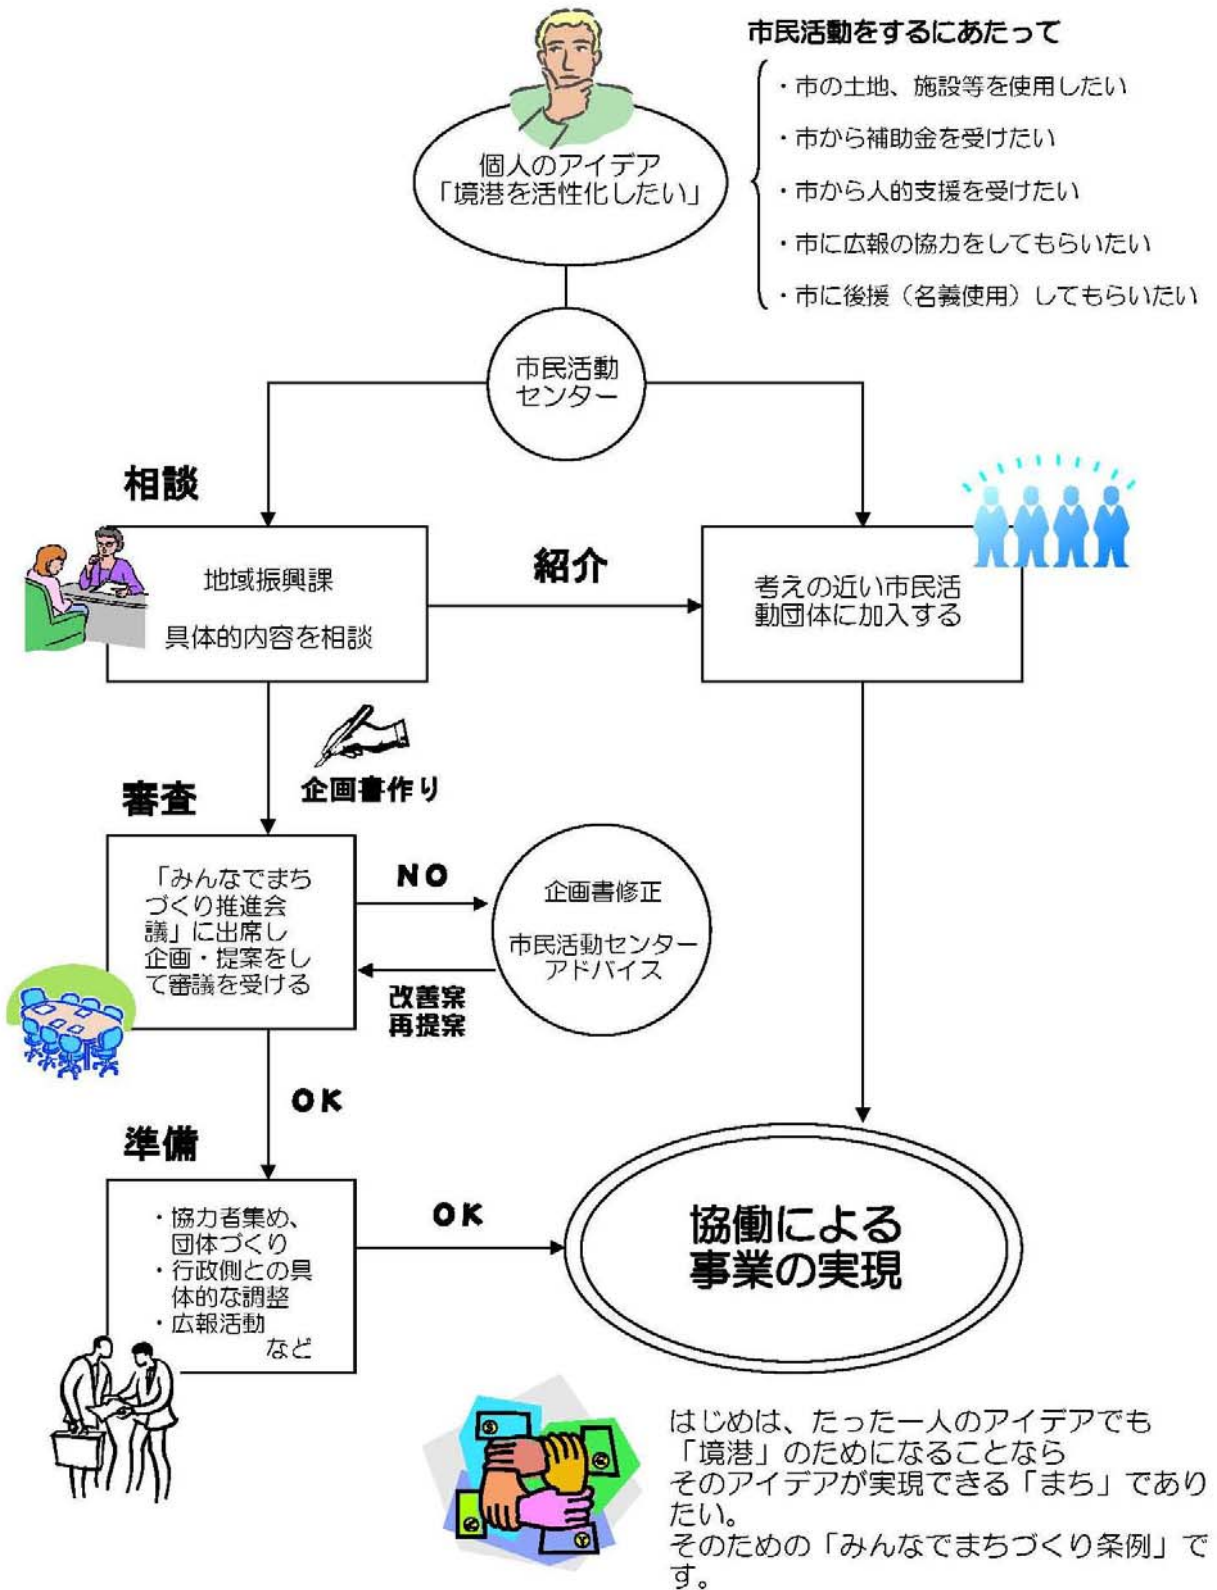 市民活動をするにあたって
・市の土地、施設等を使用したい
・市から補助金を受けたい
・市から人的支援を受けたい
・市に広報の協力をしてもらいたい
・市に後援（名義使用）してもらいたい
個人のアイデア
「境港を活性化したい」
市民活動
センター
相談
地域振興課
具体的内容を相談
紹介
考えの近い市民活
動団体に加入する
企画書作り
審査
「みんなでまち
づくり推進会
議」に出席し
企画・提案をし
て審議を受ける
NO
企画書修正
市民活動センター
アドバイス
改善案
再提案
OK
準備
・協力者集め、
団体づくり
・行政側との具
体的な調整
・広報活動
など
OK
協働による
事業の実現
はじめは、たった一人のアイデアでも
「境港」のためになることなら
そのアイデアが実現できる「まち」であり
たい。
そのための「みんなでまちづくり条例」で
す。